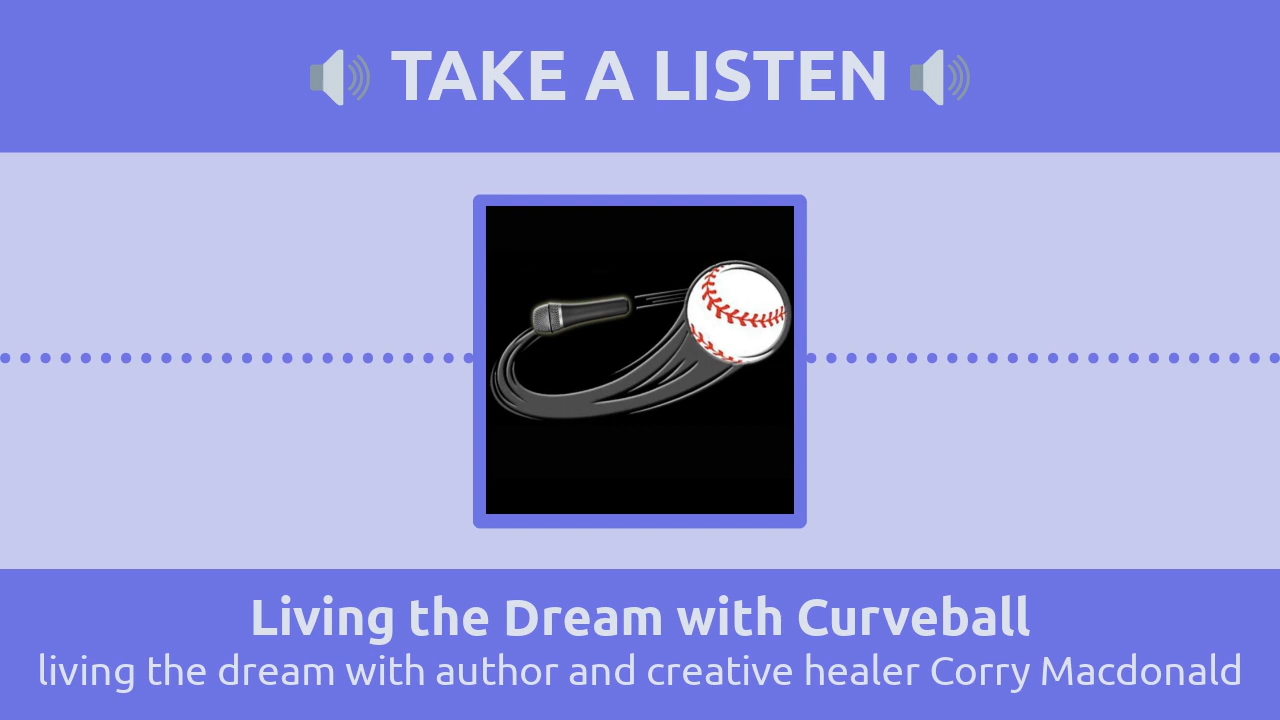 TAKE A LISTEN
Living the Dream with Curveball
living the dream with author and creative healer Corry Macdonald